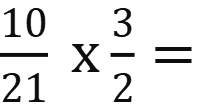 10/21 x 3/2 =